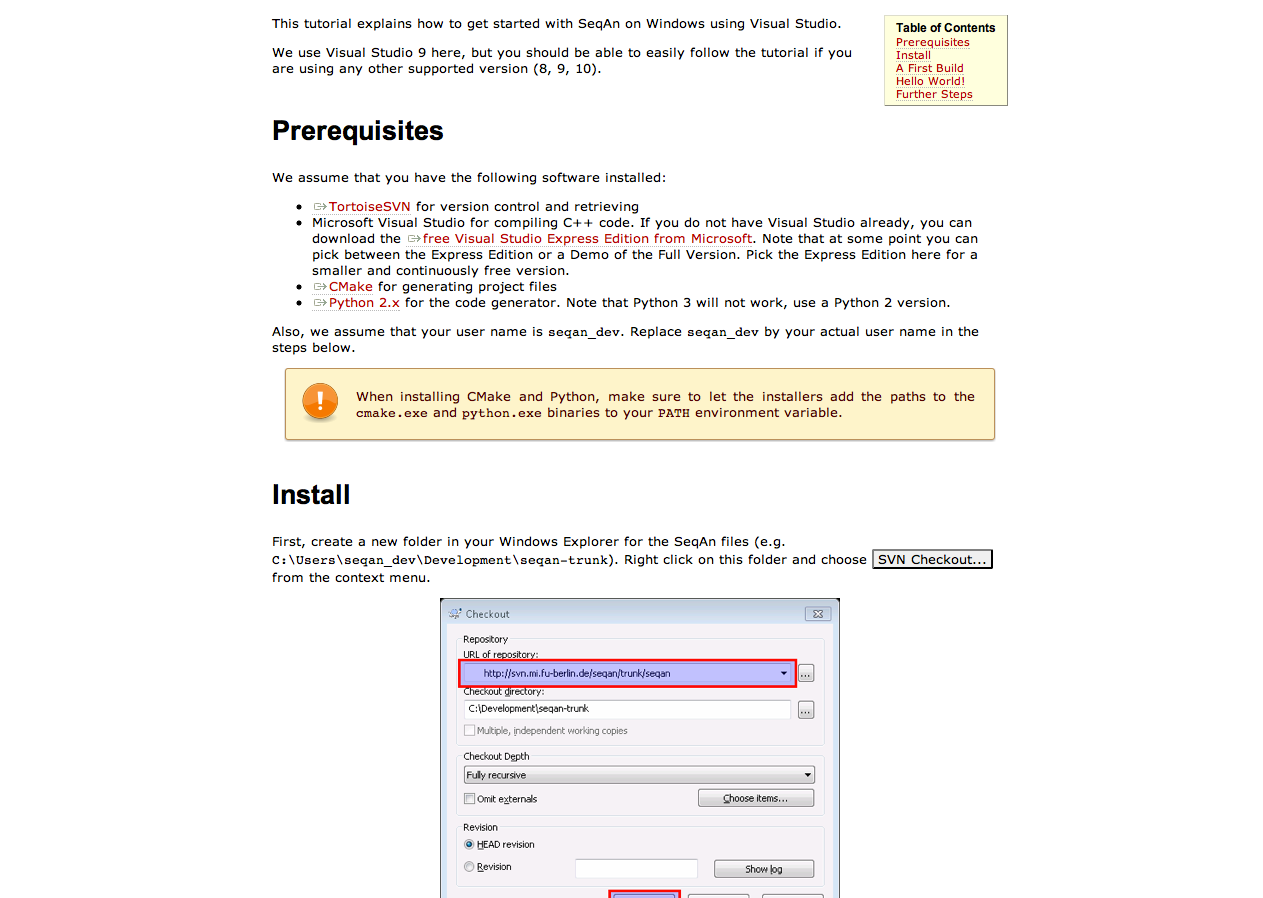 This tutorial explains how to get started with SeqAn on Windows using Visual Studio.
We use Visual Studio 9 here, but you should be able to easily follow the tutorial if you
are using any other supported version (8, 9, 10).
Table of Contents
Prerequisites
Install
A First Build
Hello World!
Further Steps
Prerequisites
We assume that you have the following software installed:
• TortoiseSVN for version control and retrieving
• Microsoft Visual Studio for compiling C++ code. If you do not have Visual Studio already, you can
download the free Visual Studio Express Edition from Microsoft. Note that at some point you can
pick between the Express Edition or a Demo of the Full Version. Pick the Express Edition here for a
smaller and continuously free version.
• CMake for generating project files
• Python 2.x for the code generator. Note that Python 3 will not work, use a Python 2 version.
Also, we assume that your user name is seqan_dev. Replace seqan_dev by your actual user name in the
steps below.
When installing CMake and Python, make sure to let the installers add the paths to the
cmake.exe and python.exe binaries to your PATH environment variable.
Install
First, create a new folder in your Windows Explorer for the SeqAn files (e.g.
C:\Users\seqan_dev\Development\seqan-trunk). Right click on this folder and choose SVN Checkout...
from the context menu.
Checkout
Repository
URL of repository:
http://svn.mi.fu-berlin.de/seqan/trunk/seqan
...
Checkout directory:
C:\Development\seqan-trunk
...
Multiple, independent working copies
Checkout Depth
Fully recursive
Omit externals
Choose items...
Revision
HEAD revision
Revision
Show log